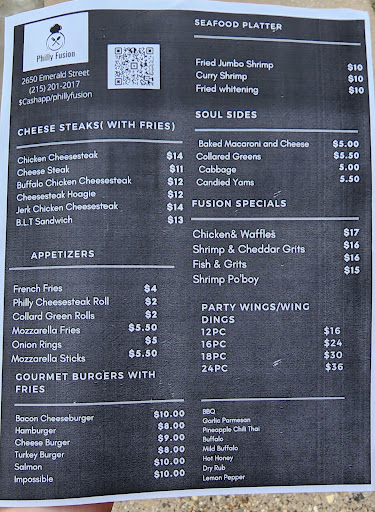 Philly Fusion
2650 Emerald Street
(215) 201-2017
$Cashapp/phillyfusion
CHEESE STEAKS( WITH FRIES)
Chicken Cheesesteak $14
Cheese Steak $11
Buffalo Chicken Cheesesteak $12
Cheesesteak Hoagie $12
Jerk Chicken Cheesesteak $14
B.L.T Sandwich $13
APPETIZERS
French Fries $4
Philly Cheesesteak Roll $2
Collard Green Rolls $2
Mozzarella Fries $5.50
Onion Rings $5
Mozzarella Sticks $5.50
GOURMET BURGERS WITH
FRIES
Bacon Cheeseburger $10.00
Hamburger $8.00
Cheese Burger $9.00
Turkey Burger $8.00
Salmon $10.00
Impossible $10.00
SEAFOOD PLATTER
Fried Jumbo Shrimp $10
Curry Shrimp $10
Fried whitening $10
SOUL SIDES
Baked Macaroni and Cheese $5.00
Collared Greens $5.50
Cabbage 5.00
Candied Yams 5.50
FUSION SPECIALS
Chicken& Waffles $17
Shrimp & Cheddar Grits $16
Fish & Grits $16
Shrimp Po'boy $15
PARTY WINGS/WING
DINGS
12PC $16
16PC $24
18PC $30
24PC $36
BBQ
Garlic Parmesan
Pineapple Chili Thai
Buffalo
Mild Buffalo
Hot Honey
Dry Rub
Lemon Pepper